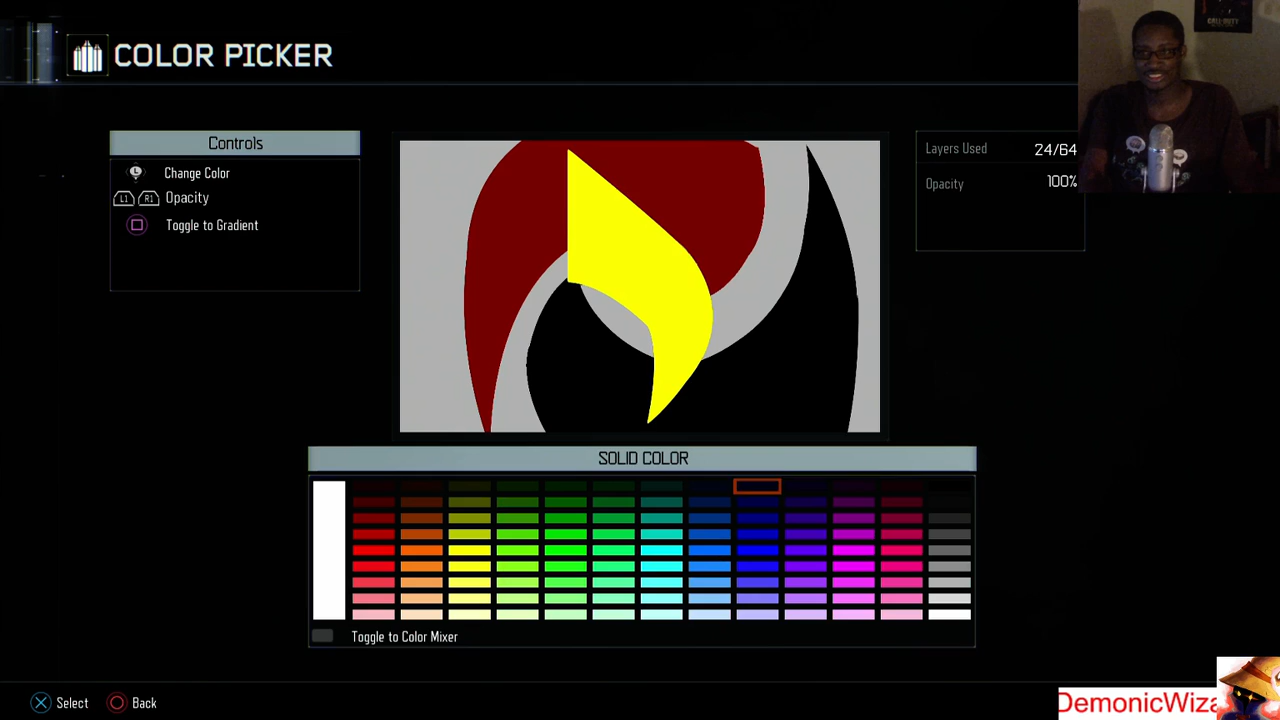 COLOR PICKER
Controls
Change Color
L1 R1 Opacity
Toggle to Gradient
Layers Used 24/64
Opacity 100%
SOLID COLOR
Toggle to Color Mixer
Select Back
DemonicWiza